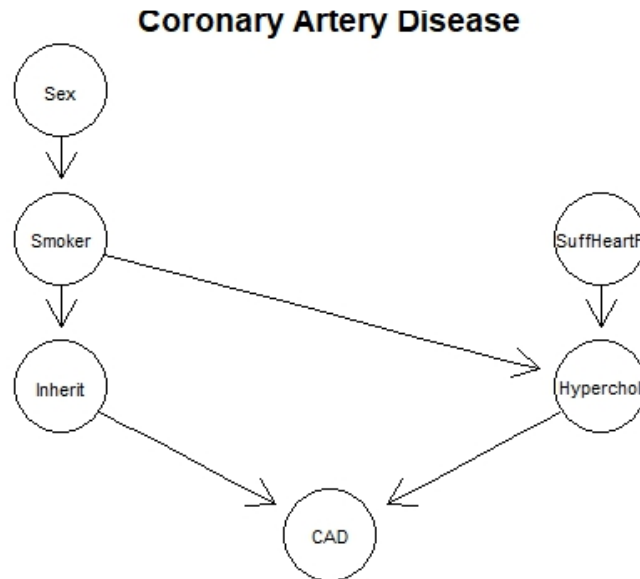 Coronary Artery Disease
Sex
Smoker
SuffHeartF
Inherit
Hyperchol
CAD